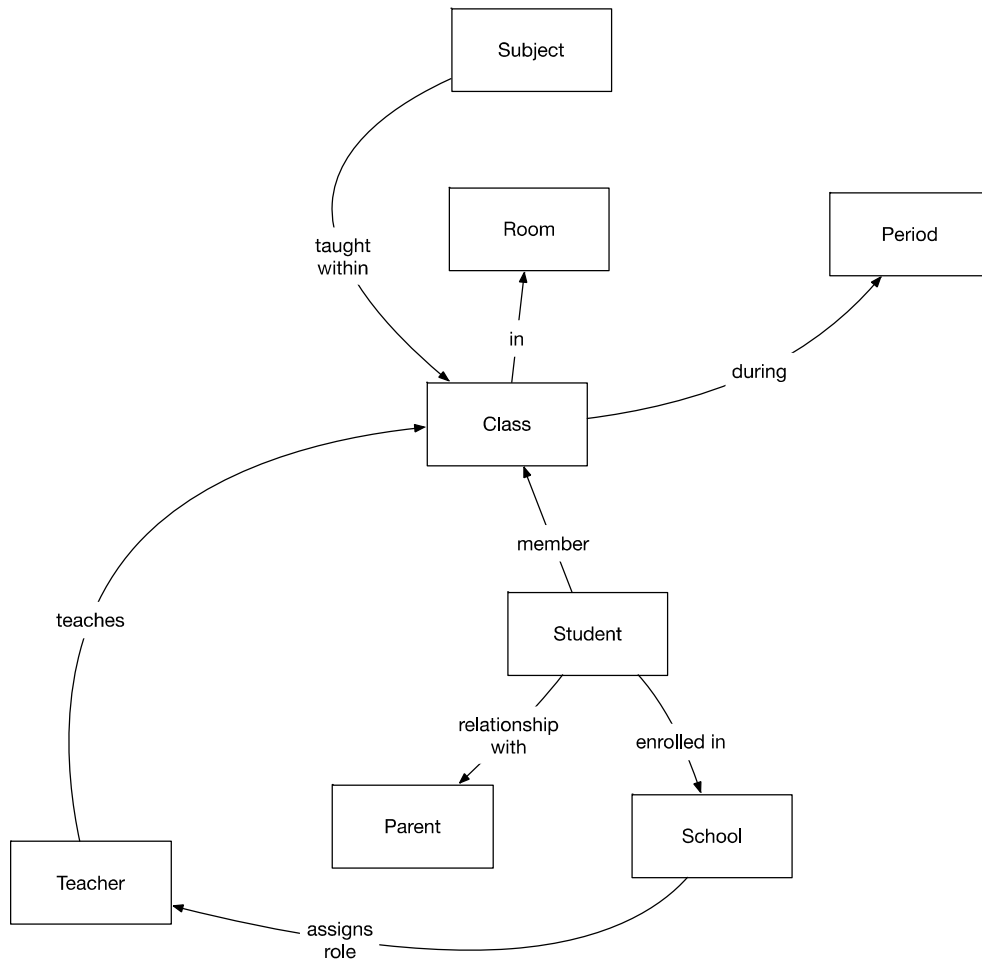 Subject
Room
Period
taught
within
in
during
Class
member
teaches
Student
relationship
with
enrolled in
Parent
School
Teacher
assigns
role